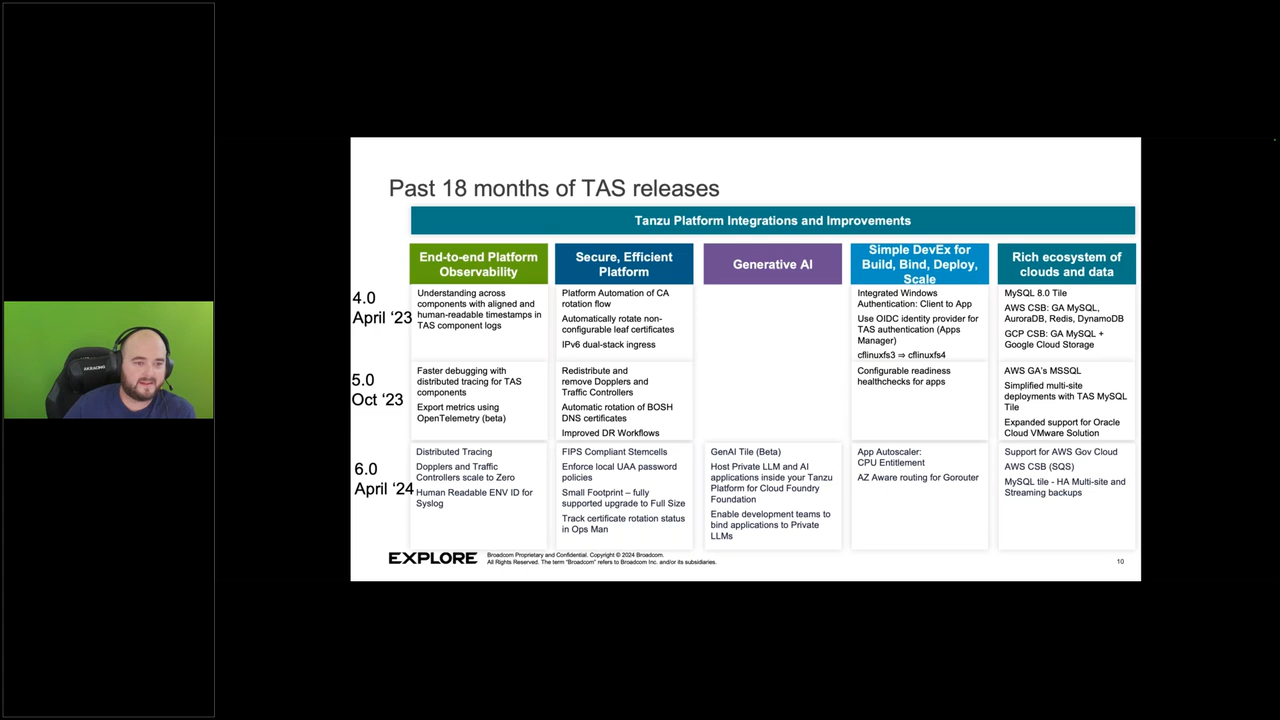 Past 18 months of TAS releases
Tanzu Platform Integrations and Improvements
End-to-end Platform
Observability
Secure, Efficient
Platform
Generative AI
Simple DevEx for
Build, Bind, Deploy,
Scale
Rich ecosystem of
clouds and data
4.0
April ‘23
Understanding across
components with aligned and
human-readable timestamps in
TAS component logs
Platform Automation of CA
rotation flow
Automatically rotate non-
configurable leaf certificates
IPv6 dual-stack ingress
Integrated Windows
Authentication: Client to App
Use OIDC identity provider for
TAS authentication (Apps
Manager)
cflinuxfs3 ⇒ cflinuxfs4
MySQL 8.0 Tile
AWS CSB: GA MySQL,
AuroraDB, Redis, DynamoDB
GCP CSB: GA MySQL +
Google Cloud Storage
5.0
Oct ‘23
Faster debugging with
distributed tracing for TAS
components
Export metrics using
OpenTelemetry (beta)
Redistribute and
remove Dopplers and
Traffic Controllers
Automatic rotation of BOSH
DNS certificates
Improved DR Workflows
Configurable readiness
healthchecks for apps
AWS GA’s MSSQL
Simplified multi-site
deployments with TAS MySQL
Tile
Expanded support for Oracle
Cloud VMware Solution
6.0
April ‘24
Distributed Tracing
Dopplers and Traffic
Controllers scale to Zero
Human Readable ENV ID for
Syslog
FIPS Compliant Stemcells
Enforce local UAA password
policies
Small Footprint – fully
supported upgrade to Full Size
Track certificate rotation status
in Ops Man
GenAI Tile (Beta)
Host Private LLM and AI
applications inside your Tanzu
Platform for Cloud Foundry
Foundation
Enable development teams to
bind applications to Private
LLMs
App Autoscaler:
CPU Entitlement
AZ Aware routing for Gorouter
Support for AWS Gov Cloud
AWS CSB (SQS)
MySQL tile - HA Multi-site and
Streaming backups
EXPLORE
Broadcom Proprietary and Confidential. Copyright © 2024 Broadcom.
All Rights Reserved. The term “Broadcom” refers to Broadcom Inc. and/or its subsidiaries.
10
AKRACING